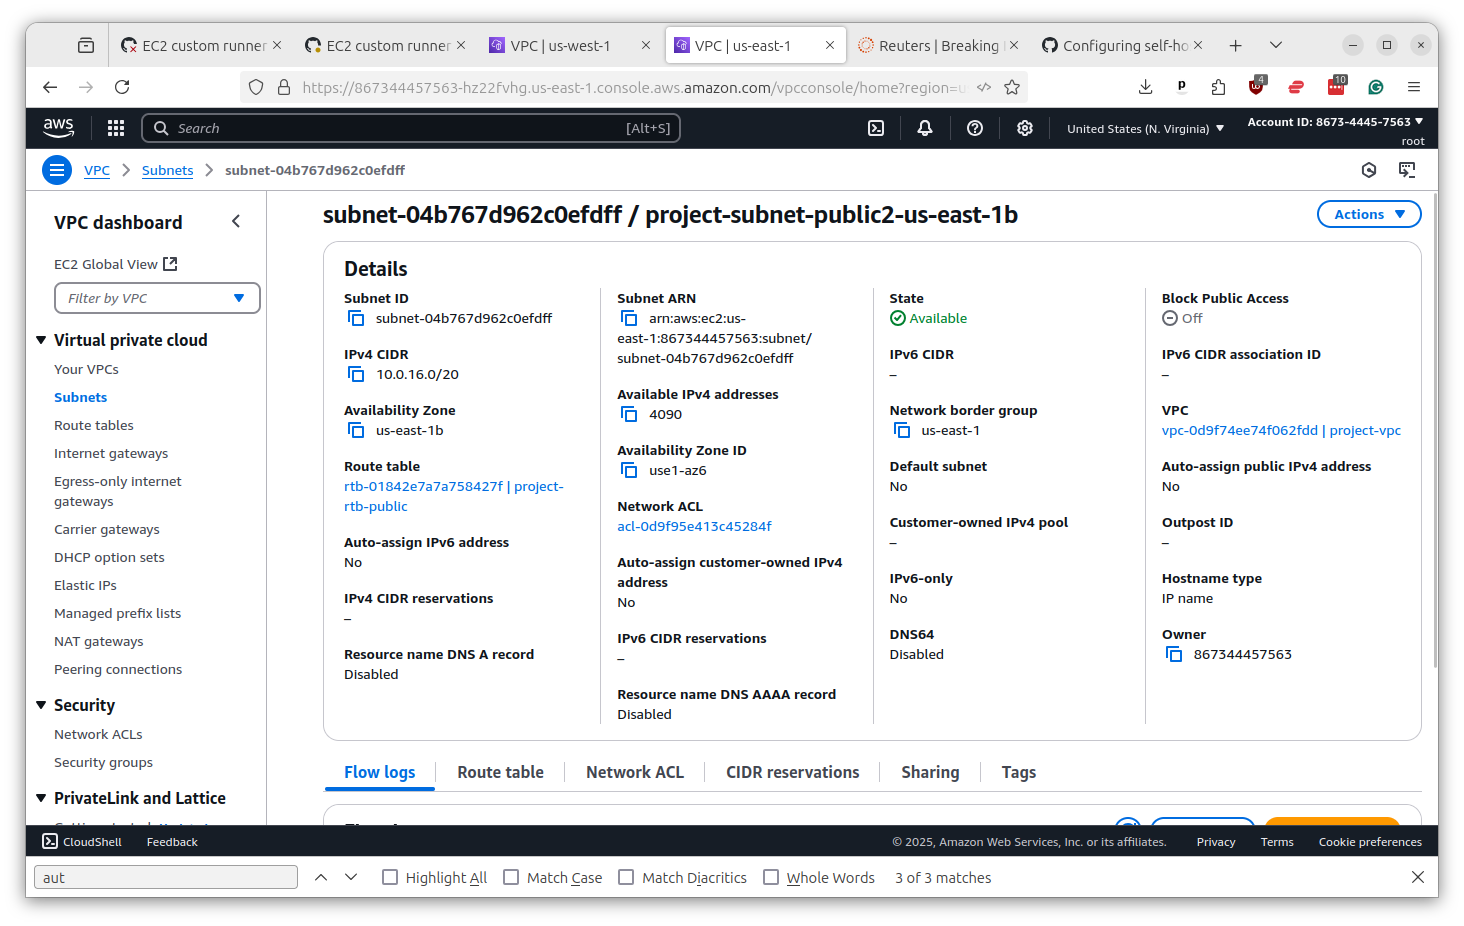 EC2 custom runner
EC2 custom runner
VPC | us-west-1
VPC | us-east-1
Reuters | Breaking
Configuring self-ho
https://867344457563-hz22fvhg.us-east-1.console.aws.amazon.com/vpcconsole/home?region=u
4
10
aws
Search
[Alt+S]
United States (N. Virginia)
Account ID: 8673-4445-7563
root
VPC
Subnets
subnet-04b767d962c0efdff
VPC dashboard
EC2 Global View
Filter by VPC
Virtual private cloud
Your VPCs
Subnets
Route tables
Internet gateways
Egress-only internet
gateways
Carrier gateways
DHCP option sets
Elastic IPs
Managed prefix lists
NAT gateways
Peering connections
Security
Network ACLs
Security groups
PrivateLink and Lattice
subnet-04b767d962c0efdff / project-subnet-public2-us-east-1b
Actions
Details
Subnet ID
subnet-04b767d962c0efdff
IPv4 CIDR
10.0.16.0/20
Availability Zone
us-east-1b
Route table
rtb-01842e7a7a758427f | project-
rtb-public
Auto-assign IPv6 address
No
IPv4 CIDR reservations
–
Resource name DNS A record
Disabled
Subnet ARN
arn:aws:ec2:us-
east-1:867344457563:subnet/
subnet-04b767d962c0efdff
Available IPv4 addresses
4090
Availability Zone ID
use1-az6
Network ACL
acl-0d9f95e413c45284f
Auto-assign customer-owned IPv4
address
No
IPv6 CIDR reservations
–
Resource name DNS AAAA record
Disabled
State
Available
IPv6 CIDR
–
Network border group
us-east-1
Default subnet
No
Customer-owned IPv4 pool
–
IPv6-only
No
DNS64
Disabled
Block Public Access
Off
IPv6 CIDR association ID
–
VPC
vpc-0d9f74ee74f062fdd | project-vpc
Auto-assign public IPv4 address
No
Outpost ID
–
Hostname type
IP name
Owner
867344457563
Flow logs
Route table
Network ACL
CIDR reservations
Sharing
Tags
CloudShell
Feedback
© 2025, Amazon Web Services, Inc. or its affiliates.
Privacy
Terms
Cookie preferences
aut
Highlight All
Match Case
Match Diacritics
Whole Words
3 of 3 matches